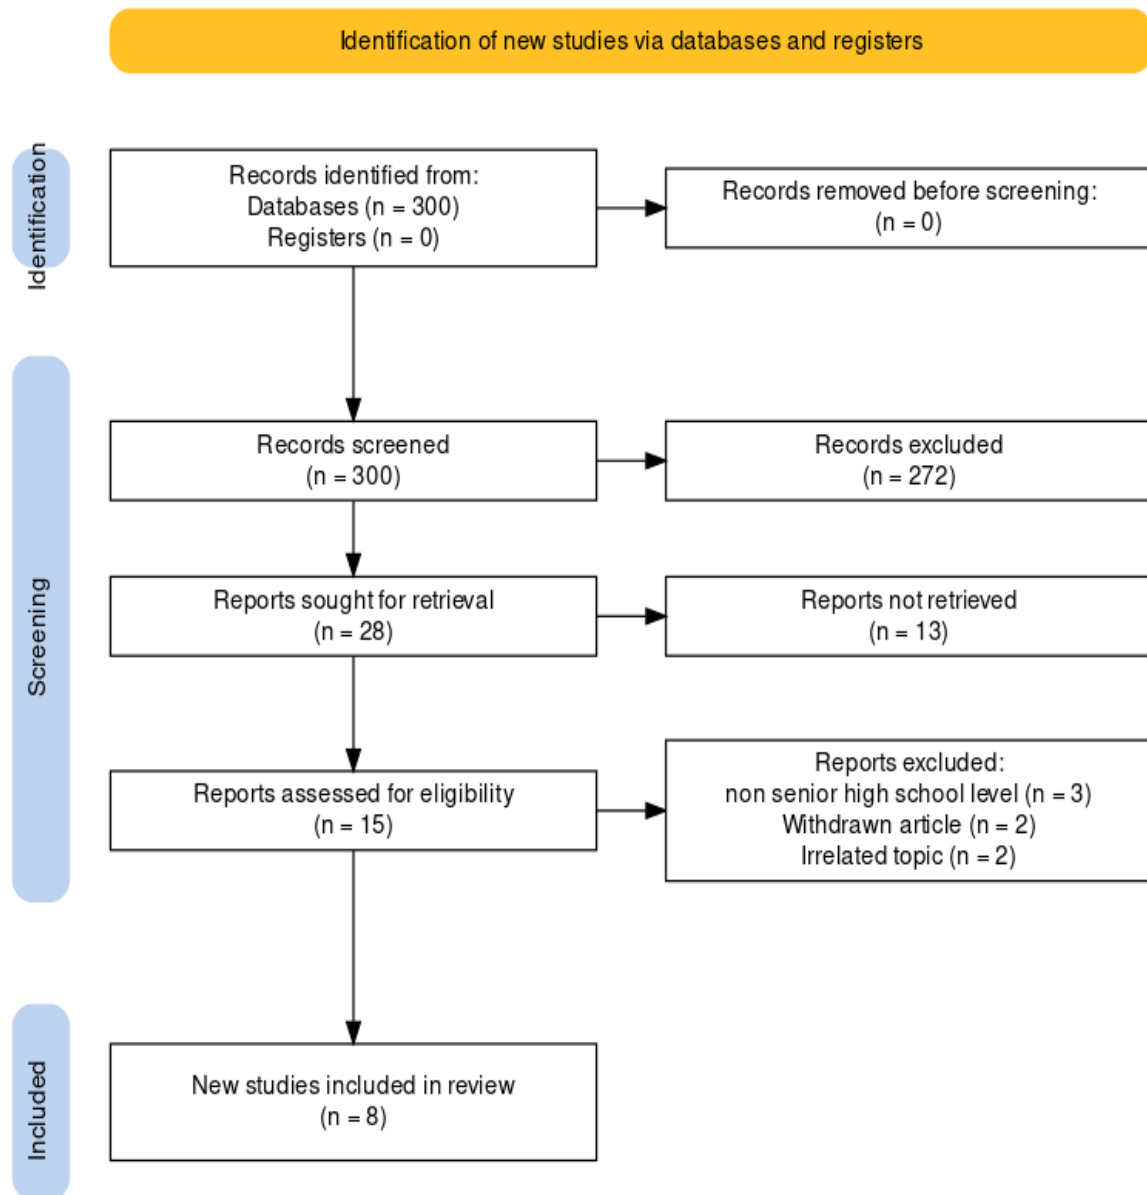 Identification of new studies via databases and registers
Identification
Records identified from:
Databases (n = 300)
Registers (n = 0)
Records removed before screening:
(n = 0)
Screening
Records screened
(n = 300)
Records excluded
(n = 272)
Reports sought for retrieval
(n = 28)
Reports not retrieved
(n = 13)
Reports assessed for eligibility
(n = 15)
Reports excluded:
non senior high school level (n = 3)
Withdrawn article (n = 2)
Irrelated topic (n = 2)
Included
New studies included in review
(n = 8)